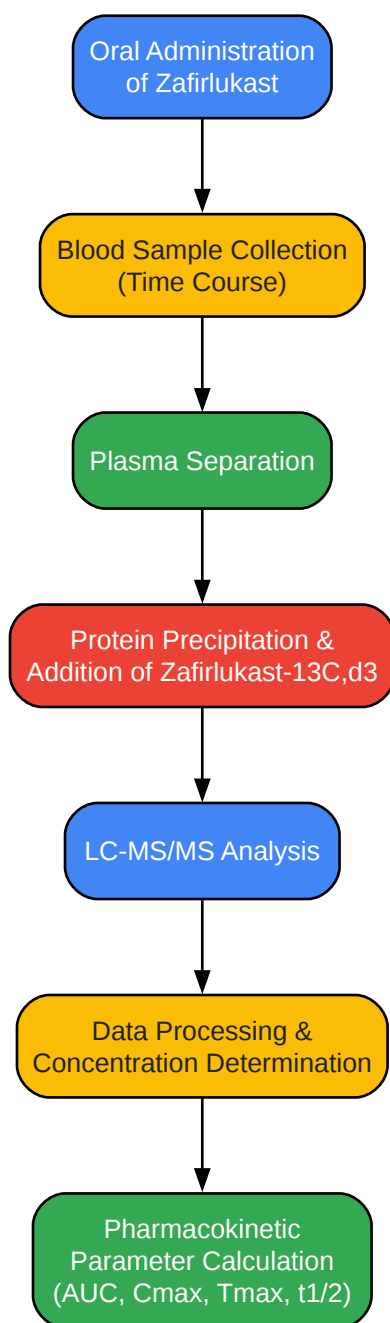 Oral Administration
of Zafirlukast
Blood Sample Collection
(Time Course)
Plasma Separation
Protein Precipitation &
Addition of Zafirlukast-13C,d3
LC-MS/MS Analysis
Data Processing &
Concentration Determination
Pharmacokinetic
Parameter Calculation
(AUC, Cmax, Tmax, t1/2)